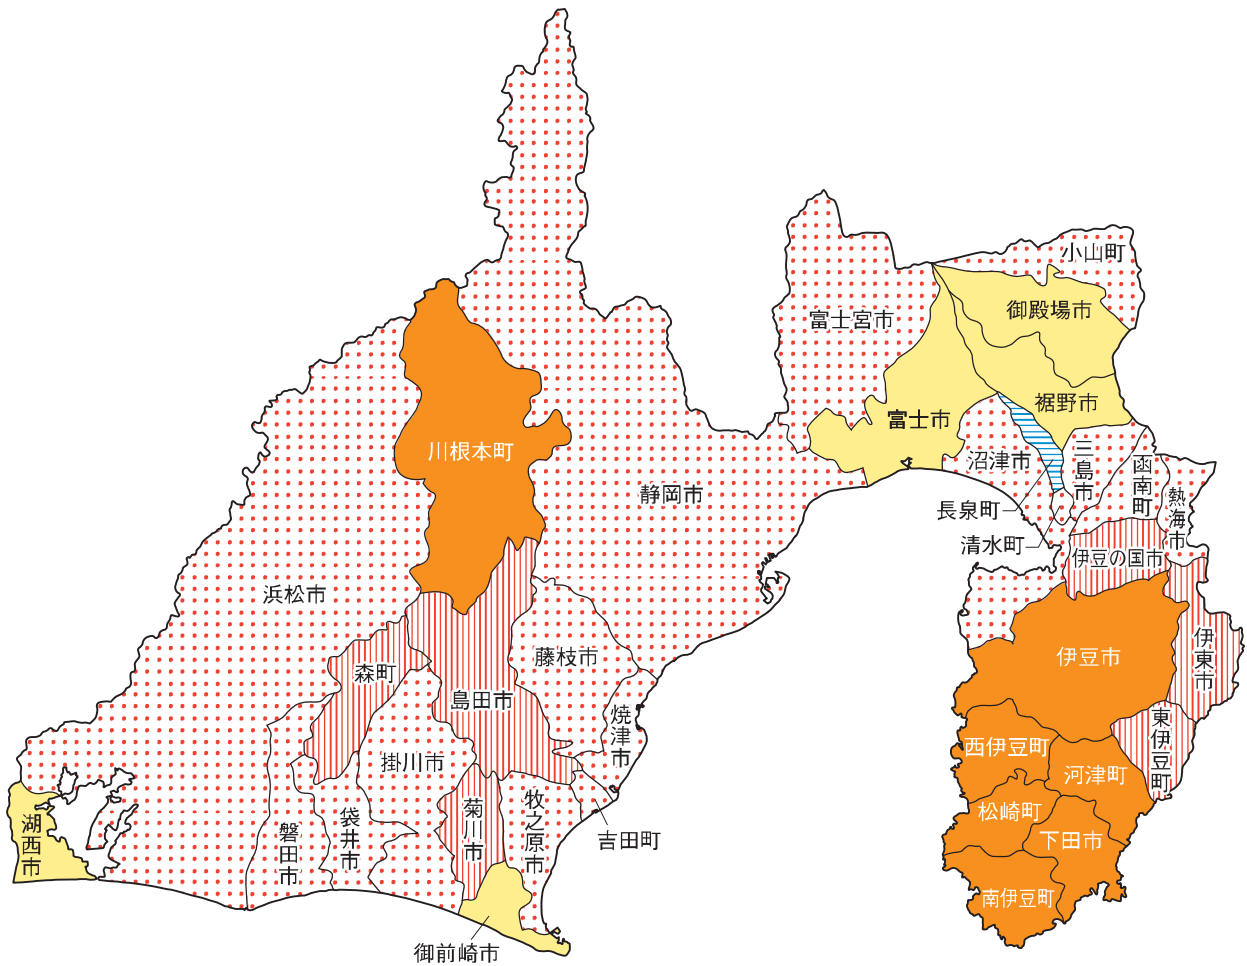 小山町
御殿場市
富士宮市
裾野市
富士市
沼津市
三島市
函南町
熱海市
長泉町
清水町
伊豆の国市
川根本町
静岡市
浜松市
伊豆市
伊東市
藤枝市
森町
島田市
焼津市
東伊豆町
西伊豆町
河津町
掛川市
松崎町
下田市
湖西市
磐田市
袋井市
菊川市
牧之原市
吉田町
南伊豆町
御前崎市